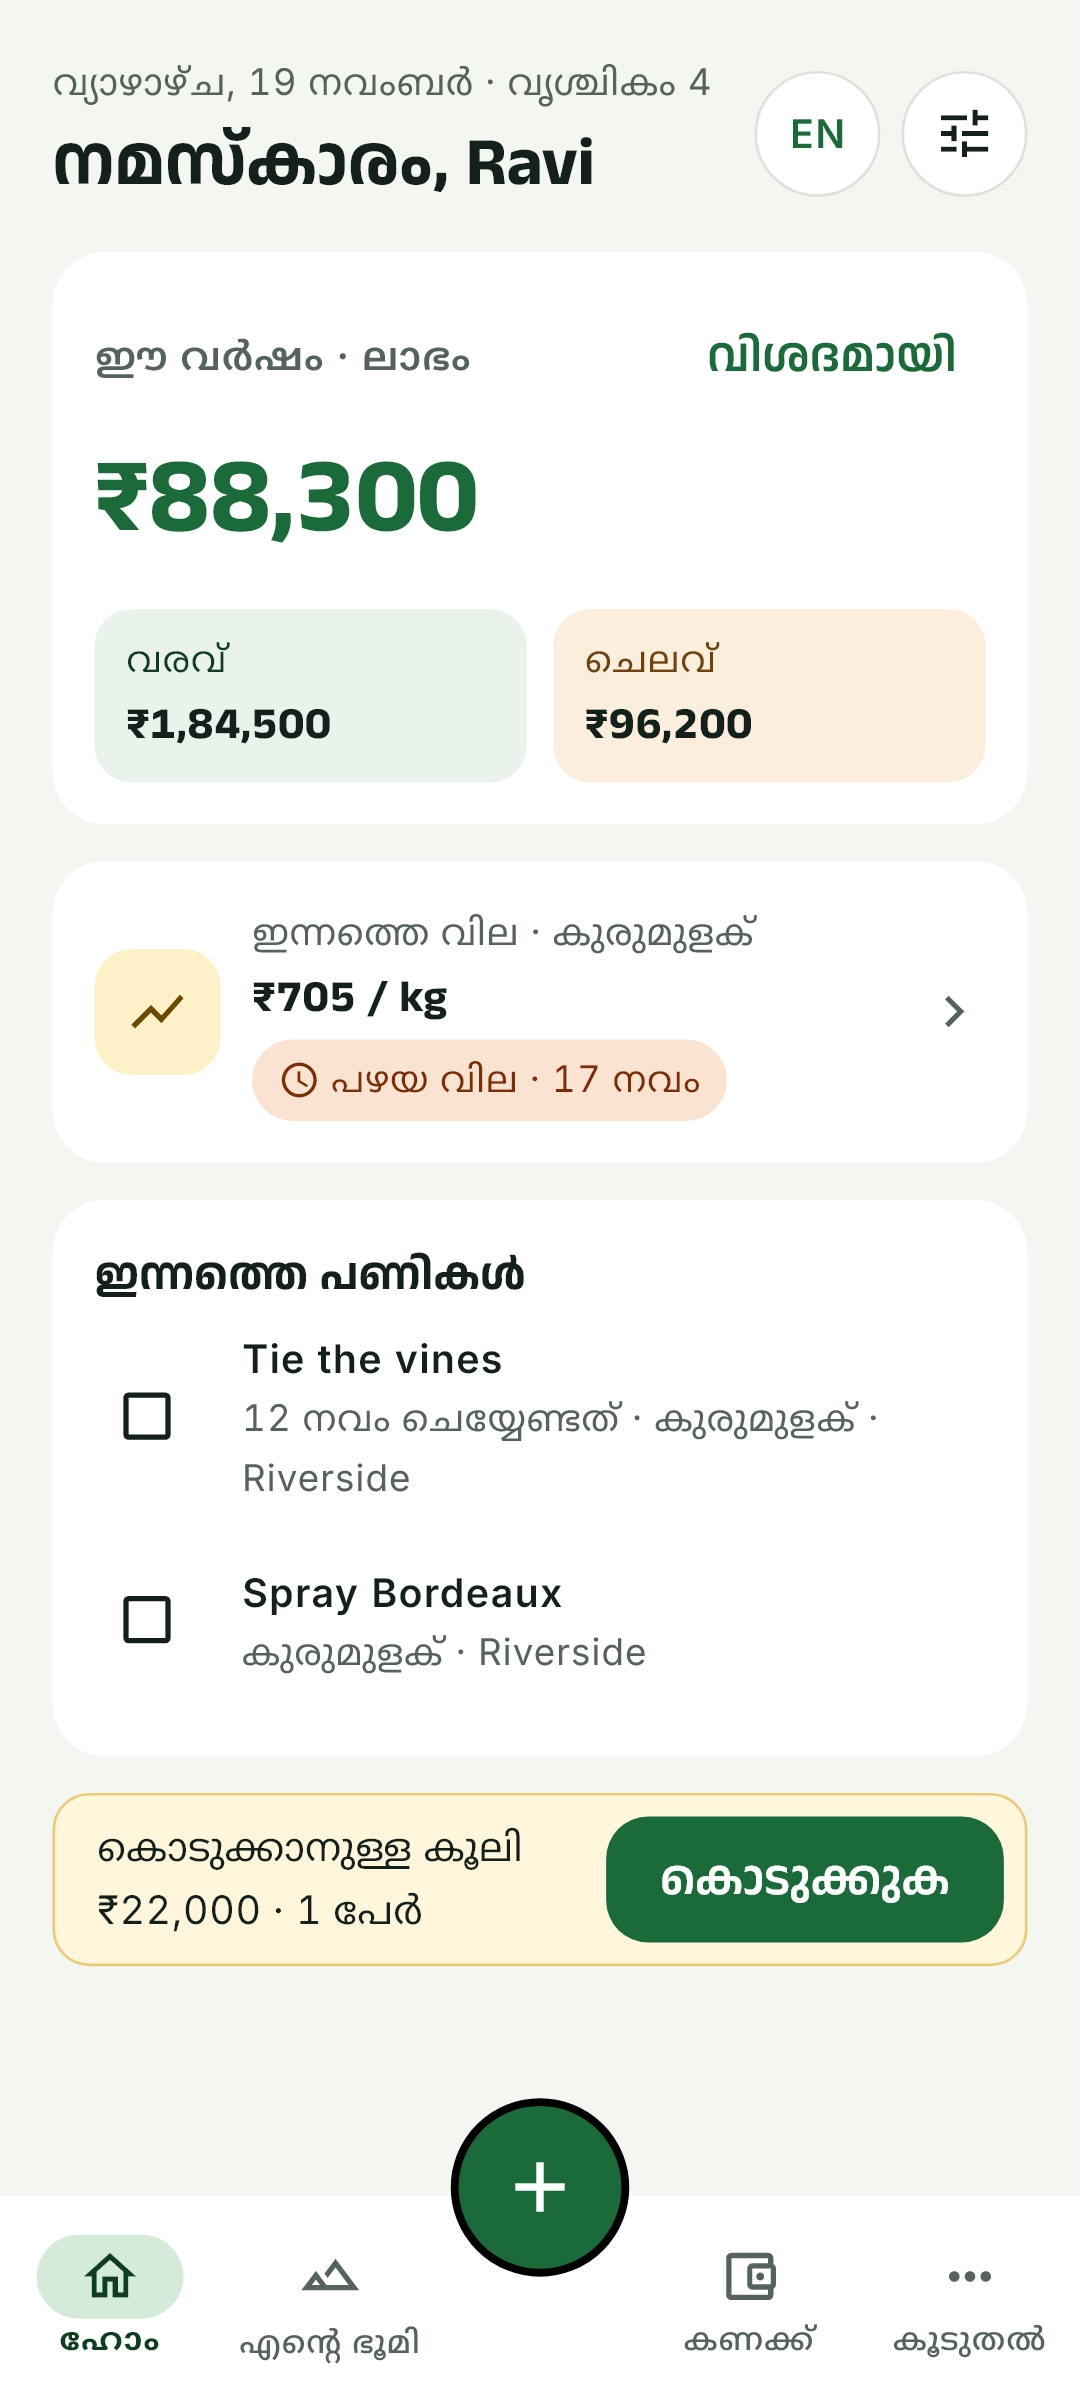 വ്യാഴാഴ്ച, 19 നവംബർ · വൃശ്ചികം 4
നമസ്കാരം, Ravi
EN
ഈ വർഷം · ലാഭം
വിശദമായി
₹88,300
വരവ്
₹1,84,500
ചെലവ്
₹96,200
ഇന്നത്തെ വില · കുരുമുളക്
₹705 / kg
പഴയ വില · 17 നവം
ഇന്നത്തെ പണികൾ
Tie the vines
12 നവം ചെയ്യേണ്ടത് · കുരുമുളക് ·
Riverside
Spray Bordeaux
കുരുമുളക് · Riverside
കൊടുക്കാനുള്ള കൂലി
₹22,000 · 1 പേർ
കൊടുക്കുക
ഹോം
എന്റെ ഭൂമി
കണക്ക്
കൂടുതൽ